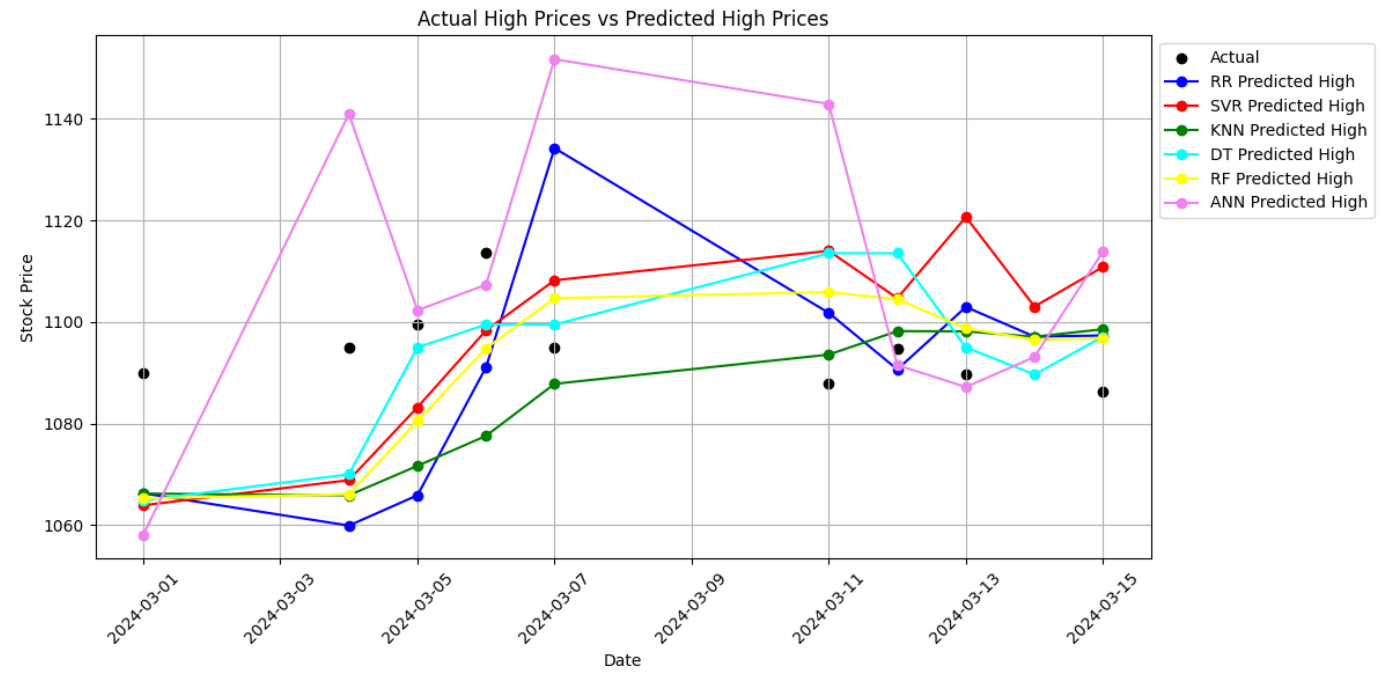 Actual High Prices vs Predicted High Prices
Actual
RR Predicted High
SVR Predicted High
KNN Predicted High
DT Predicted High
RF Predicted High
ANN Predicted High
Stock Price
1140
1120
1100
1080
1060
2024-03-01
2024-03-03
2024-03-05
2024-03-07
2024-03-09
2024-03-11
2024-03-13
2024-03-15
Date